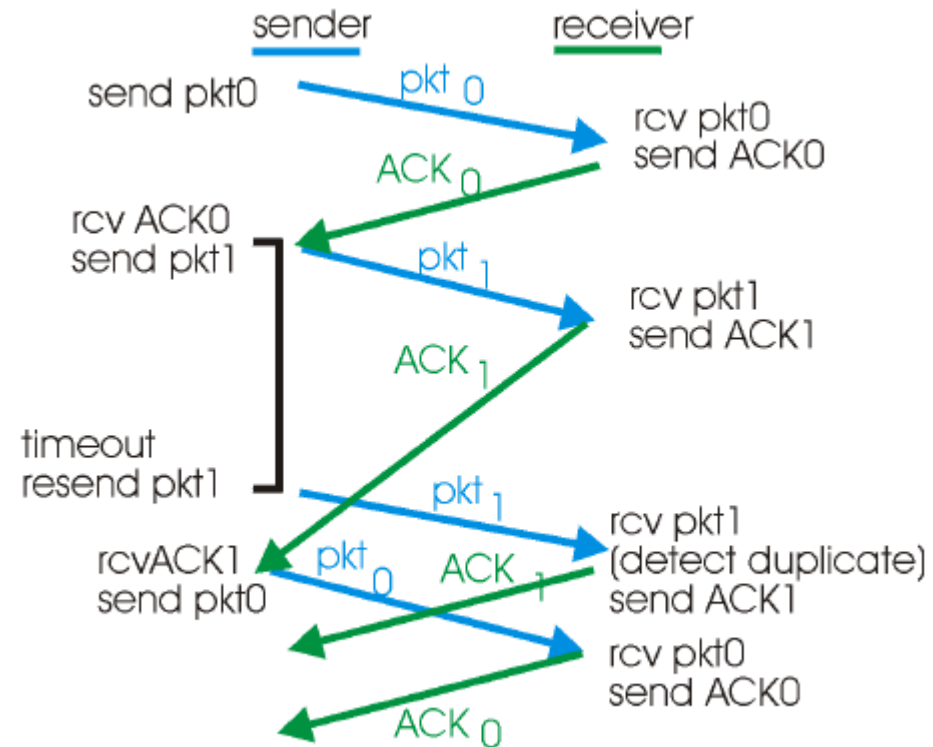 sender receiver
send pkt0
pkt 0
rcv pkt0
send ACK0
ACK 0
rcv ACK0
send pkt1
pkt 1
rcv pkt1
send ACK1
ACK 1
timeout
resend pkt1
pkt 1
rcv pkt1
(detect duplicate)
send ACK1
rcvACK1
send pkt0
pkt 0
ACK 1
rcv pkt0
send ACK0
ACK 0